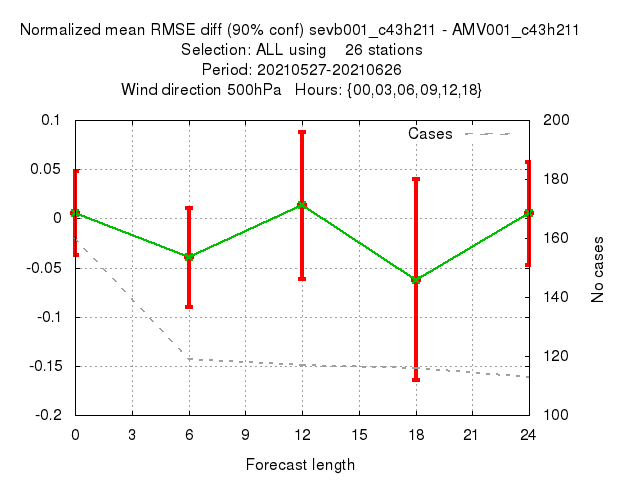 Normalized mean RMSE diff (90% conf) sevb001_c43h211 - AMV001_c43h211
Selection: ALL using    26 stations
Period: 20210527-20210626
Wind direction 500hPa   Hours: {00,03,06,09,12,18}
0.1
0.05
0
-0.05
-0.1
-0.15
-0.2
Cases
200
180
160
140
120
100
No cases
0 3 6 9 12 15 18 21 24
Forecast length